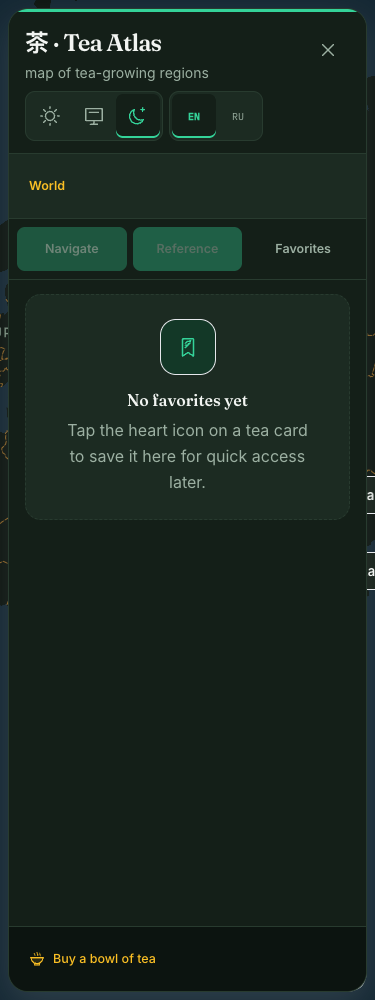 茶 · Tea Atlas
map of tea-growing regions
EN RU
World
Navigate Reference Favorites
No favorites yet
Tap the heart icon on a tea card
to save it here for quick access
later.
Buy a bowl of tea